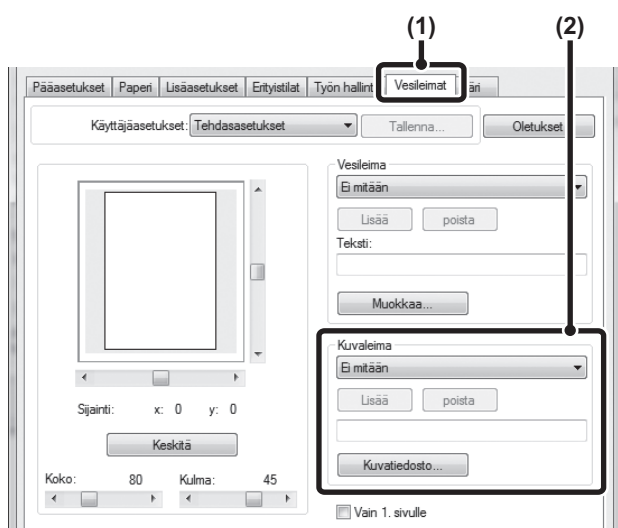 (1) (2)
Pääasetukset Paperi Lisäasetukset Erityistilat Työn hallint Vesileimat äri
Käyttäjäasetukset: Tehdasasetukset Tallenna... Oletukset
Vesileima
Ei mitään
Lisää poista
Teksti:
Muokkaa...
Kuvaleima
Ei mitään
Lisää poista
Kuvatiedosto...
Vain 1. sivulle
Sijainti: x: 0 y: 0
Keskitä
Koko: 80 Kulma: 45